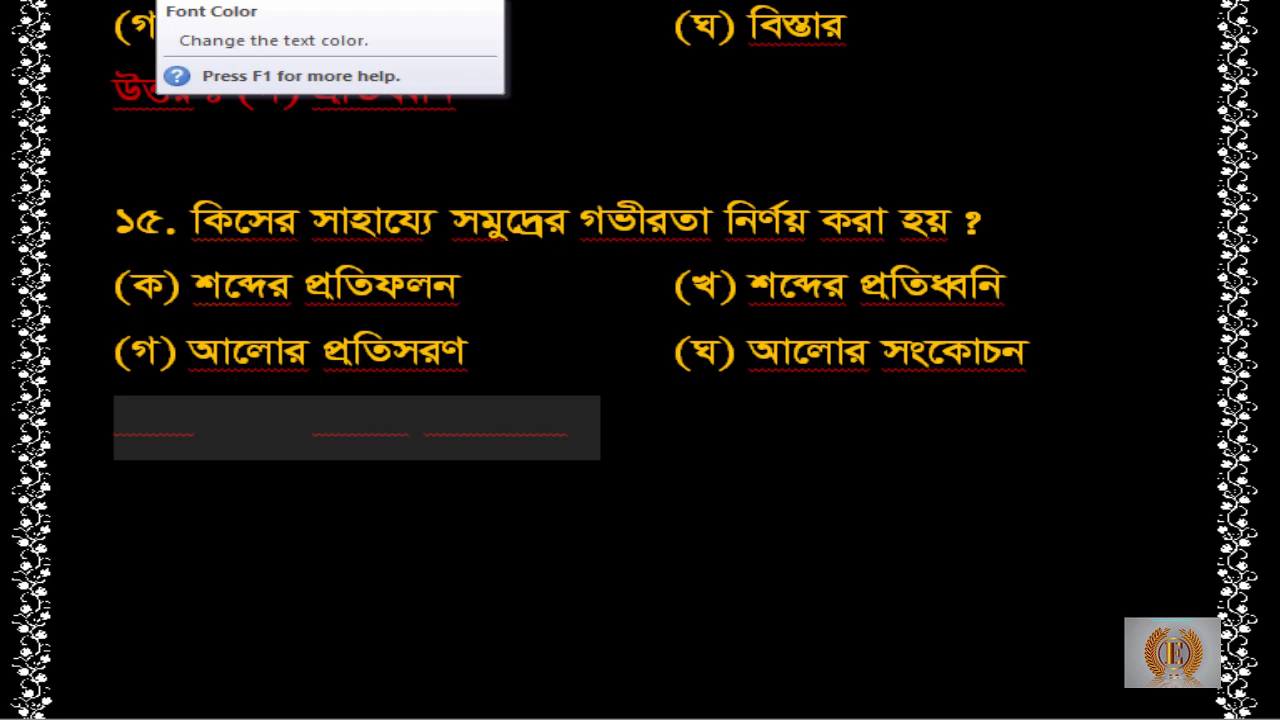 Font Color
(গ (ঘ) বিস্তার
Change the text color.
Press F1 for more help.
১৫. কিসের সাহায্যে সমুদ্রের গভীরতা নির্ণয় করা হয় ?
(ক) শব্দের প্রতিফলন (খ) শব্দের প্রতিধ্বনি
(গ) আলোর প্রতিসরণ (ঘ) আলোর সংকোচন
E